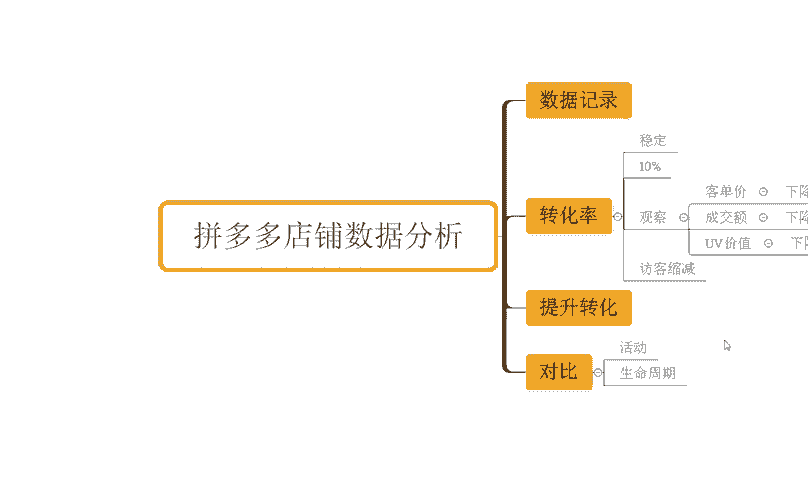 拼多多店铺数据分析
数据记录
转化率
稳定
10%
观察
客单价
下降
成交额
下降
UV价值
访客缩减
提升转化
对比
活动
生命周期